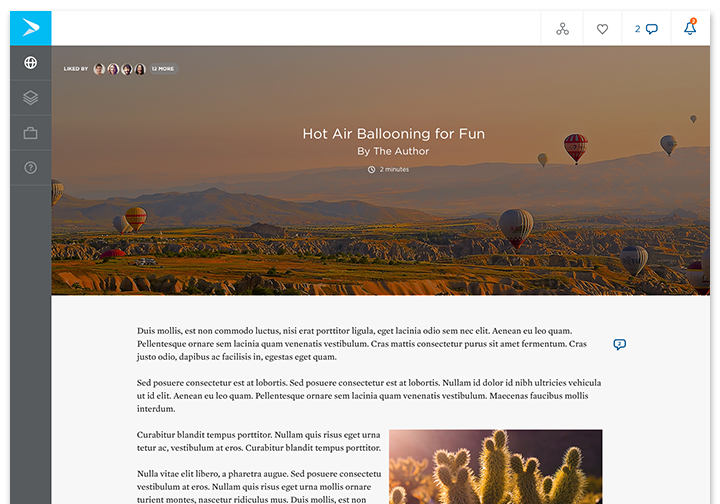 2
2
LIKED BY
12 MORE
Hot Air Ballooning for Fun
By The Author
2 minutes
Duis mollis, est non commodo luctus, nisi erat porttitor ligula, eget lacinia odio sem nec elit. Aenean eu leo quam.
Pellentesque ornare sem lacinia quam venenatis vestibulum. Cras mattis consectetur purus sit amet fermentum. Cras
justo odio, dapibus ac facilisis in, egestas eget quam.
2
Sed posuere consectetur est at lobortis. Sed posuere consectetur est at lobortis. Nullam id dolor id nibh ultricies vehicula
ut id elit. Aenean eu leo quam. Pellentesque ornare sem lacinia quam venenatis vestibulum. Maecenas faucibus mollis
interdum.
Curabitur blandit tempus porttitor. Nullam quis risus eget urna
tetur ac, vestibulum at eros. Curabitur blandit tempus porttitor.
Nulla vitae elit libero, a pharetra augue. Sed posuere consectetu
vestibulum at eros. Nullam quis risus eget urna mollis ornare
turient montes, nascetur ridiculus mus. Duis mollis, est non